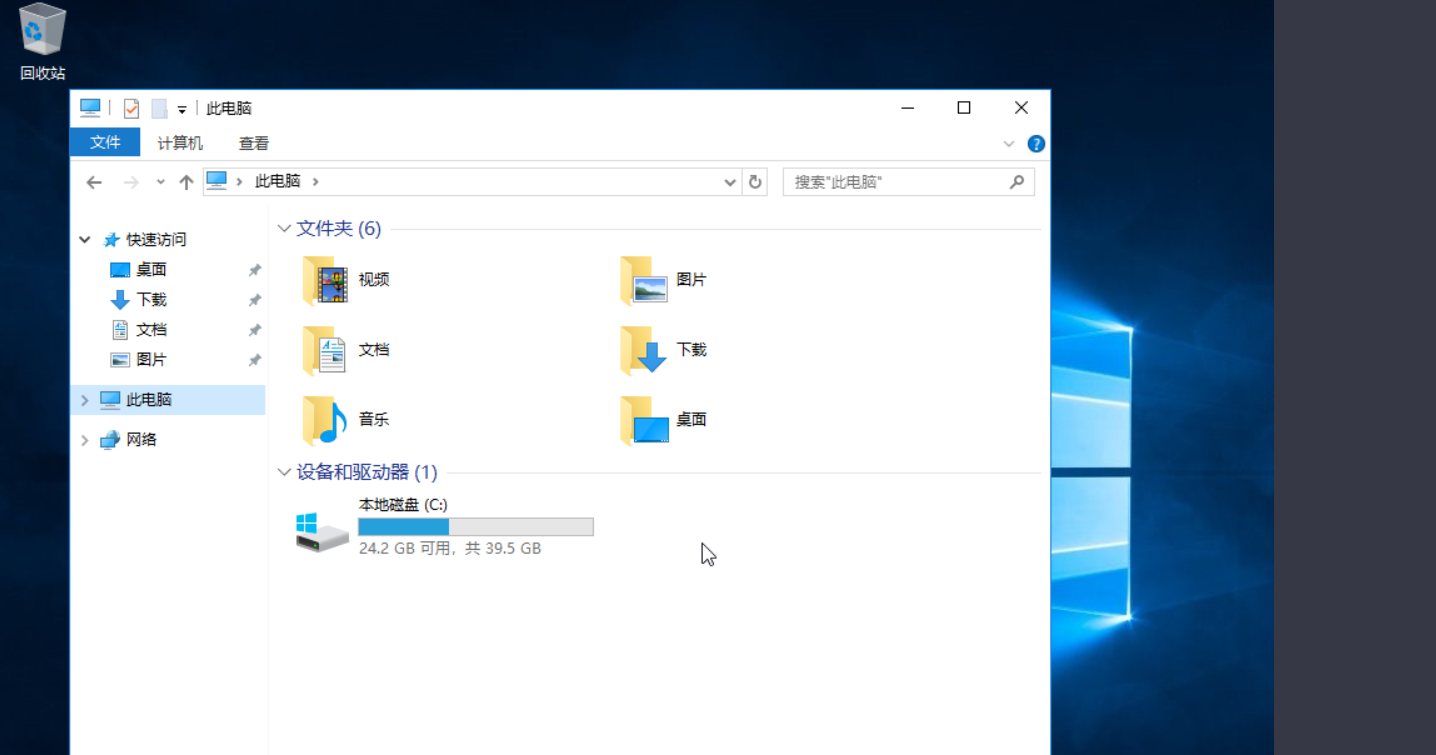 回收站
此电脑
文件 计算机 查看
此电脑
搜索"此电脑"
快速访问
桌面
下载
文档
图片
此电脑
网络
文件夹 (6)
视频
图片
文档
下载
音乐
桌面
设备和驱动器 (1)
本地磁盘 (C:)
24.2 GB 可用，共 39.5 GB